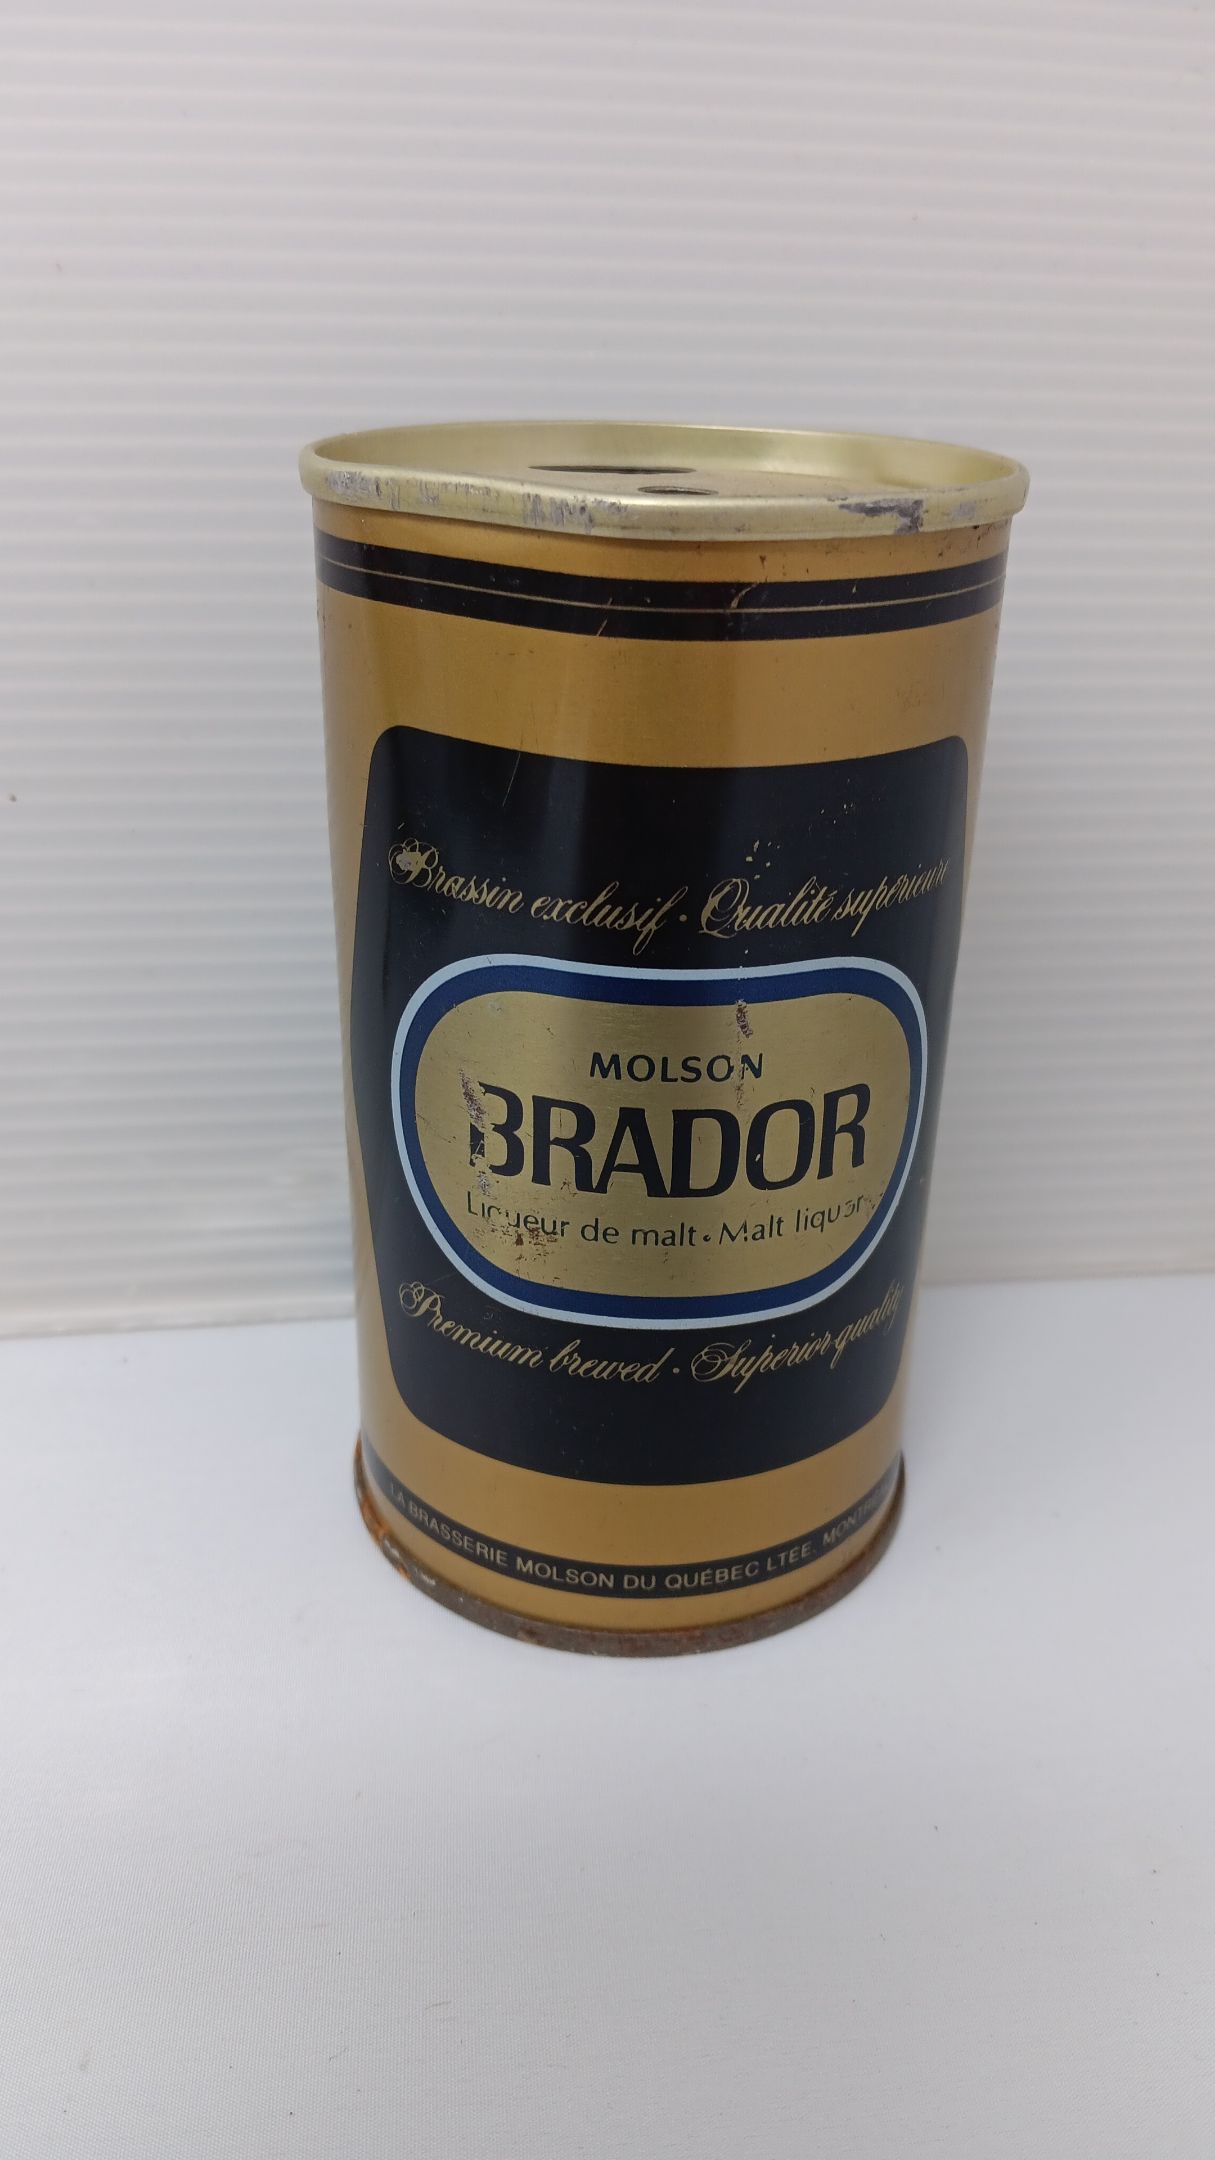 Brassin exclusif · Qualité supérieure
MOLSON
BRADOR
Liqueur de malt · Malt liquor
Premium brewed · Superior quality
LA BRASSERIE MOLSON DU QUÉBEC LTÉE,